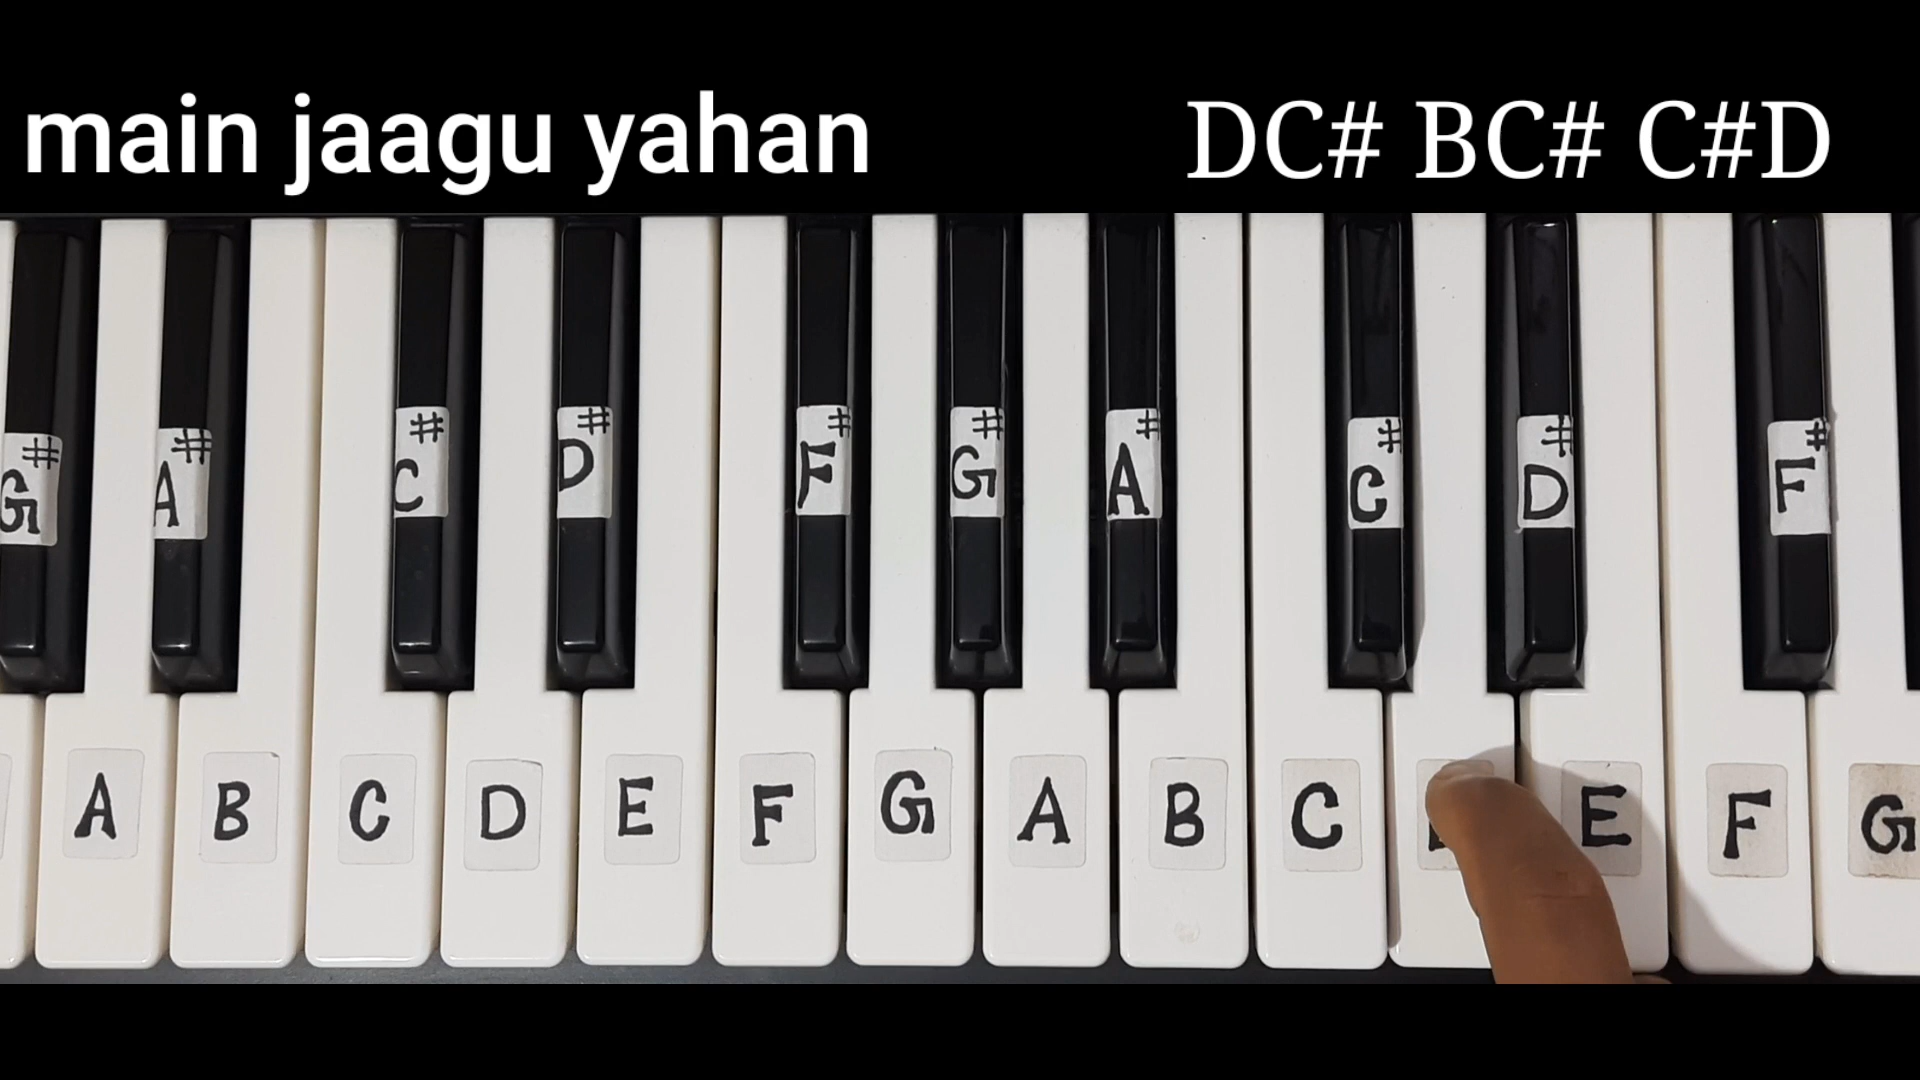 main jaagu yahan DC# BC# C#D
G# A# C# D# F# G# A# C# D# F#
A B C D E F G A B C E F G